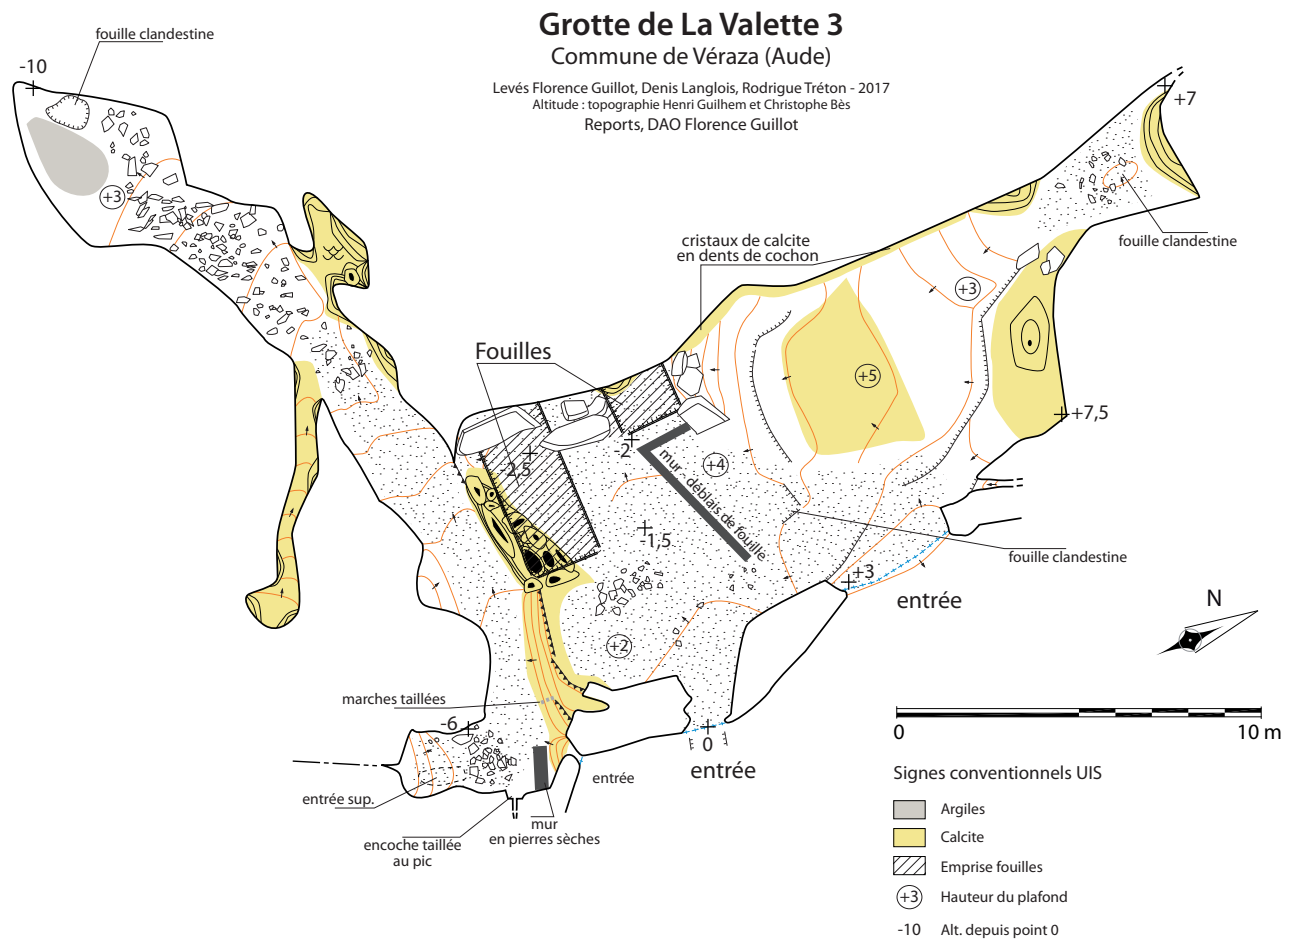 Grotte de La Valette 3
Commune de Véraza (Aude)
Levés Florence Guillot, Denis Langlois, Rodrigue Tréton - 2017
Altitude : topographie Henri Guilhem et Christophe Bès
Reports, DAO Florence Guillot
fouille clandestine
-10
+3
+7
fouille clandestine
cristaux de calcite
en dents de cochon
+3
Fouilles
+5
+7,5
-2
-2,5
+4
mur - déblais de fouille
-1,5
fouille clandestine
+3
entrée
N
+2
marches taillées
-6
0
entrée
entrée
entrée sup.
mur
en pierres sèches
encoche taillée
au pic
0
10 m
Signes conventionnels UIS
Argiles
Calcite
Emprise fouilles
+3 Hauteur du plafond
-10 Alt. depuis point 0